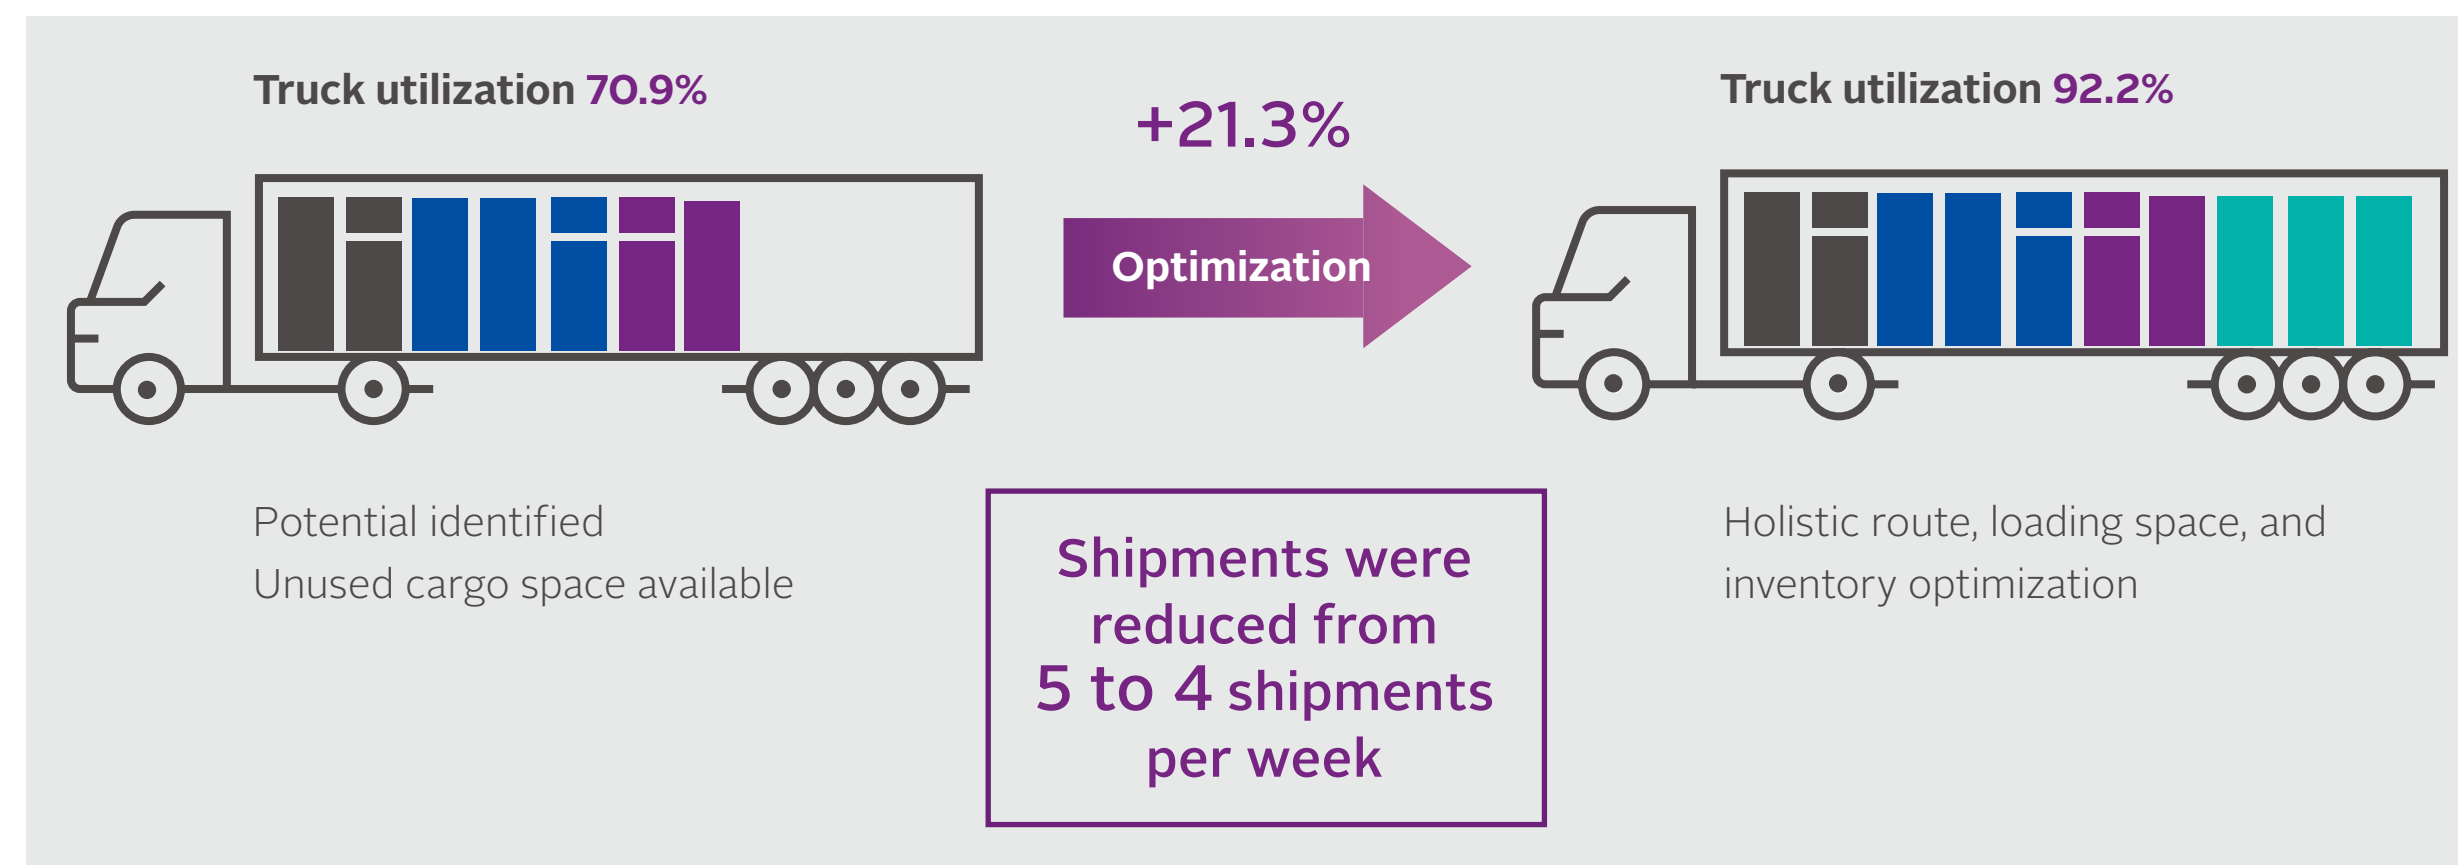 Truck utilization 70.9%
+21.3%
Optimization
Truck utilization 92.2%
Potential identified
Unused cargo space available
Shipments were
reduced from
5 to 4 shipments
per week
Holistic route, loading space, and
inventory optimization